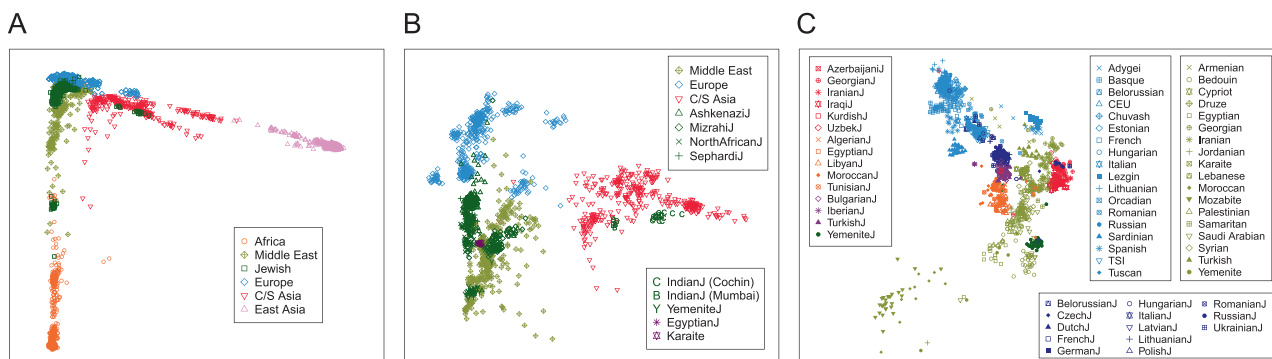 A
Africa
Middle East
Jewish
Europe
C/S Asia
East Asia
B
Middle East
Europe
C/S Asia
AshkenaziJ
MizrahiJ
NorthAfricanJ
SephardiJ
C IndianJ (Cochin)
B IndianJ (Mumbai)
Y YemeniteJ
EgyptianJ
Karaite
C C
C
AzerbaijaniJ
GeorgianJ
IranianJ
IraqiJ
KurdishJ
UzbekJ
AlgerianJ
EgyptianJ
LibyanJ
MoroccanJ
TunisianJ
BulgarianJ
IberianJ
TurkishJ
YemeniteJ
Adygei
Basque
Belorussian
CEU
Chuvash
Estonian
French
Hungarian
Italian
Lezgin
Lithuanian
Orcadian
Romanian
Russian
Sardinian
Spanish
TSI
Tuscan
Armenian
Bedouin
Cypriot
Druze
Egyptian
Georgian
Iranian
Jordanian
Karaite
Lebanese
Moroccan
Mozabite
Palestinian
Samaritan
Saudi Arabian
Syrian
Turkish
Yemenite
BelorussianJ
CzechJ
DutchJ
FrenchJ
GermanJ
HungarianJ
ItalianJ
LatvianJ
LithuanianJ
PolishJ
RomanianJ
RussianJ
UkrainianJ